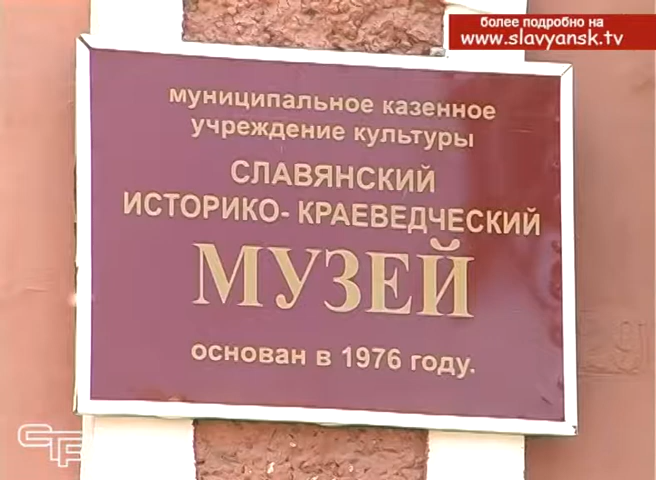 более подробно на
www.slavyansk.tv
муниципальное казенное
учреждение культуры
СЛАВЯНСКИЙ
ИСТОРИКО- КРАЕВЕДЧЕСКИЙ
МУЗЕЙ
основан в 1976 году.